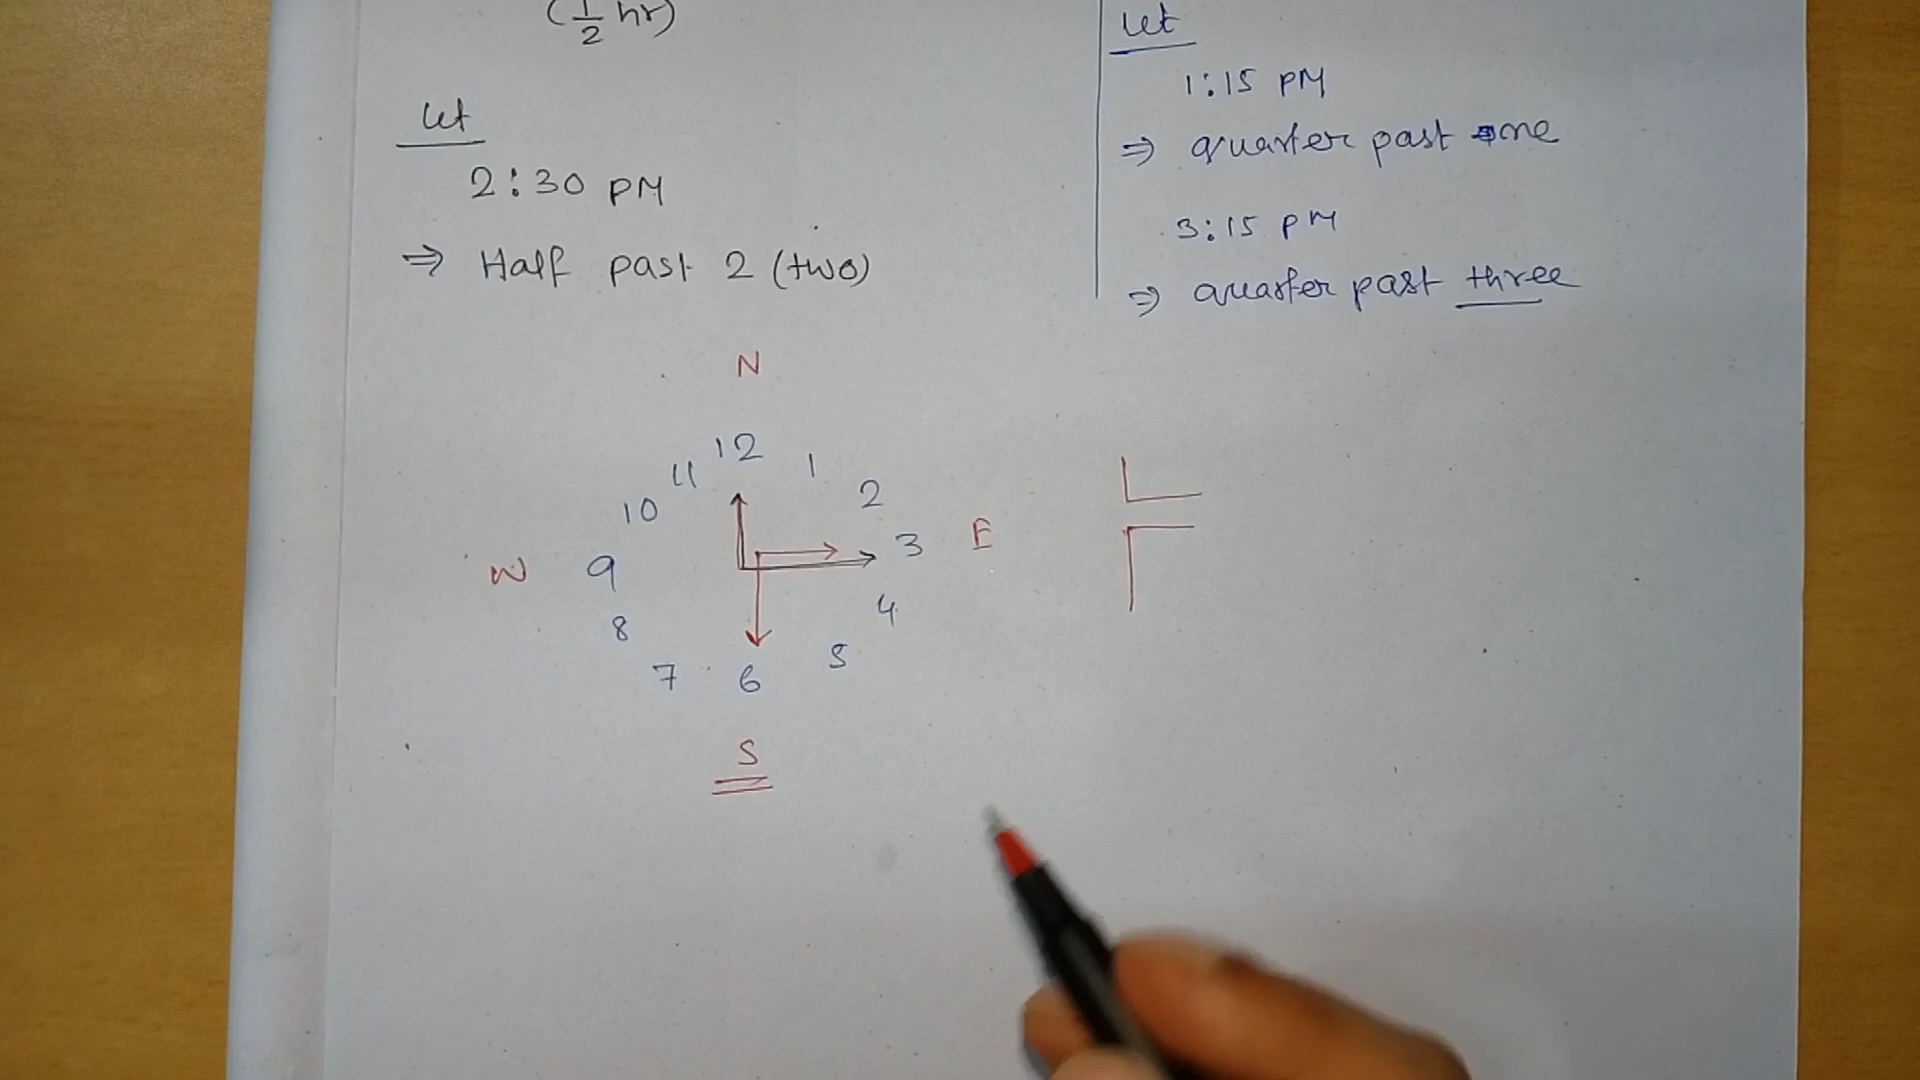 (1/2 hr)
let
2:30 PM
⇒ Half past 2 (two)
let
1:15 PM
⇒ quarter past one
3:15 PM
⇒ quarter past three
N
12
11
1
10
2
W
9
3
E
8
4
7
6
5
S